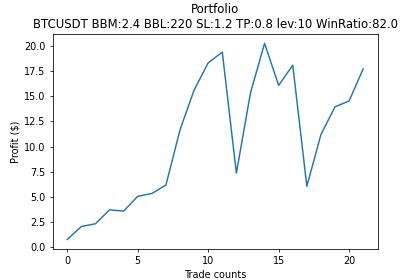 Portfolio
BTCUSDT BBM:2.4 BBL:220 SL:1.2 TP:0.8 lev:10 WinRatio:82.0
20.0
17.5
15.0
12.5
10.0
7.5
5.0
2.5
0.0
Profit ($)
0 5 10 15 20
Trade counts